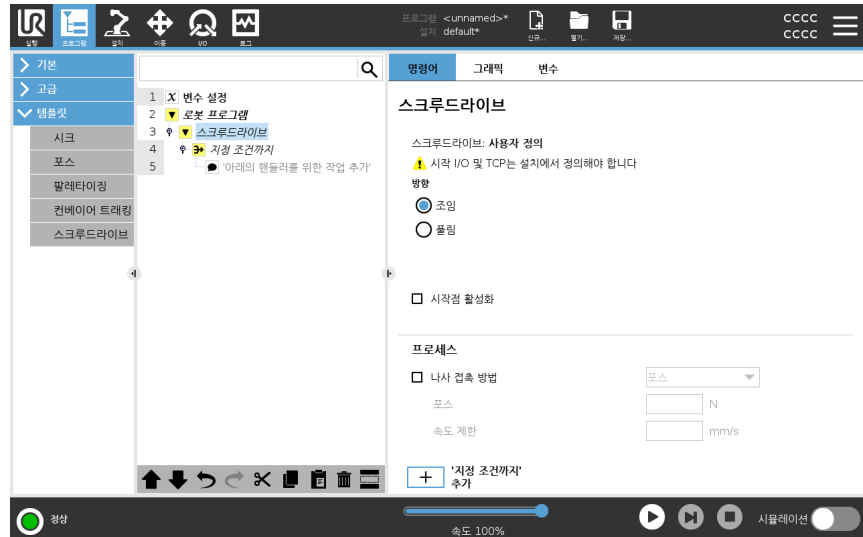 프로그램 <unnamed>*
설치 default*
실행
프로그램
설치
이동
I/O
로그
신규...
열기...
저장...
cccc
cccc
기본
고급
템플릿
시크
포스
팔레타이징
컨베이어 트래킹
스크루드라이브
1 X 변수 설정
2 로봇 프로그램
3 스크루드라이브
4 지정 조건까지
5 '아래의 핸들러를 위한 작업 추가'
명령어 그래픽 변수
스크루드라이브
스크루드라이브: 사용자 정의
시작 I/O 및 TCP는 설치에서 정의해야 합니다
방향
조임
풀림
시작점 활성화
프로세스
나사 접촉 방법
포스
포스
N
속도 제한
mm/s
'지정 조건까지'
추가
정상
속도 100%
시뮬레이션